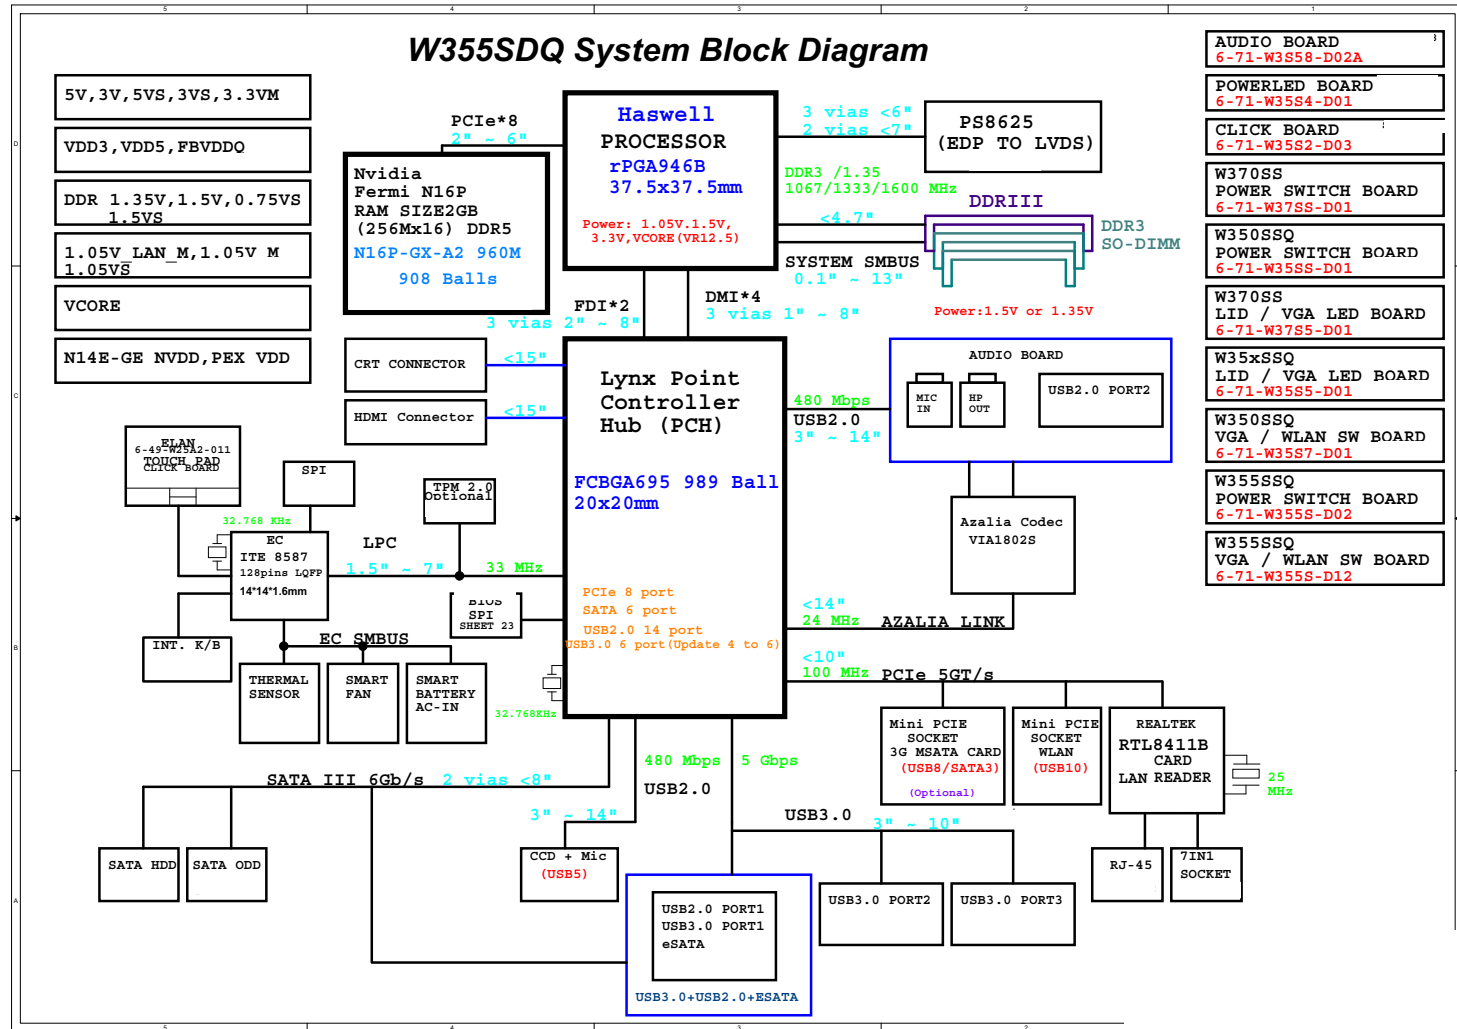 5
4
3
2
1
W355SDQ System Block Diagram
5V,3V,5VS,3VS,3.3VM
VDD3,VDD5,FBVDDQ
DDR 1.35V,1.5V,0.75VS
1.5VS
1.05V_LAN_M,1.05V M
1.05VS
VCORE
N14E-GE NVDD,PEX VDD
PCIe*8
2" ~ 6"
Nvidia
Fermi N16P
RAM SIZE2GB
(256Mx16) DDR5
N16P-GX-A2 960M
908 Balls
Haswell
PROCESSOR
rPGA946B
37.5x37.5mm
Power: 1.05V.1.5V,
3.3V,VCORE(VR12.5)
3 vias <6"
2 vias <7"
PS8625
(EDP TO LVDS)
DDR3 /1.35
1067/1333/1600 MHz
DDRIII
<4.7"
DDR3
SO-DIMM
SYSTEM SMBUS
0.1" ~ 13"
Power:1.5V or 1.35V
FDI*2
3 vias 2" ~ 8"
DMI*4
3 vias 1" ~ 8"
AUDIO BOARD
6-71-W3S58-D02A
POWERLED BOARD
6-71-W35S4-D01
CLICK BOARD
6-71-W35S2-D03
W370SS
POWER SWITCH BOARD
6-71-W37SS-D01
W350SSQ
POWER SWITCH BOARD
6-71-W35SS-D01
W370SS
LID / VGA LED BOARD
6-71-W37S5-D01
W35xSSQ
LID / VGA LED BOARD
6-71-W35S5-D01
W350SSQ
VGA / WLAN SW BOARD
6-71-W35S7-D01
W355SSQ
POWER SWITCH BOARD
6-71-W355S-D02
W355SSQ
VGA / WLAN SW BOARD
6-71-W355S-D12
CRT CONNECTOR
<15"
HDMI Connector
<15"
Lynx Point
Controller
Hub (PCH)
FCBGA695 989 Ball
20x20mm
PCIe 8 port
SATA 6 port
USB2.0 14 port
USB3.0 6 port(Update 4 to 6)
480 Mbps
USB2.0
3" ~ 14"
AUDIO BOARD
MIC
IN
HP
OUT
USB2.0 PORT2
Azalia Codec
VIA1802S
<14"
24 MHz AZALIA LINK
<10"
100 MHz PCIe 5GT/s
ELAN
6-49-W25A2-011
TOUCH PAD
CLICK BOARD
SPI
32.768 KHz
EC
ITE 8587
128pins LQFP
14*14*1.6mm
LPC
1.5" ~ 7"
33 MHz
TPM 2.0
Optional
BIOS
SPI
SHEET 23
INT. K/B
EC SMBUS
THERMAL
SENSOR
SMART
FAN
SMART
BATTERY
AC-IN
32.768KHz
Mini PCIE
SOCKET
3G MSATA CARD
(USB8/SATA3)
(Optional)
Mini PCIE
SOCKET
WLAN
(USB10)
REALTEK
RTL8411B
CARD
LAN READER
25
MHz
RJ-45
7IN1
SOCKET
SATA III 6Gb/s 2 vias <8"
480 Mbps
USB2.0
5 Gbps
3" ~ 14"
USB3.0
3" ~ 10"
SATA HDD
SATA ODD
CCD + Mic
(USB5)
USB2.0 PORT1
USB3.0 PORT1
eSATA
USB3.0+USB2.0+ESATA
USB3.0 PORT2
USB3.0 PORT3
D
C
B
A
5
4
3
2